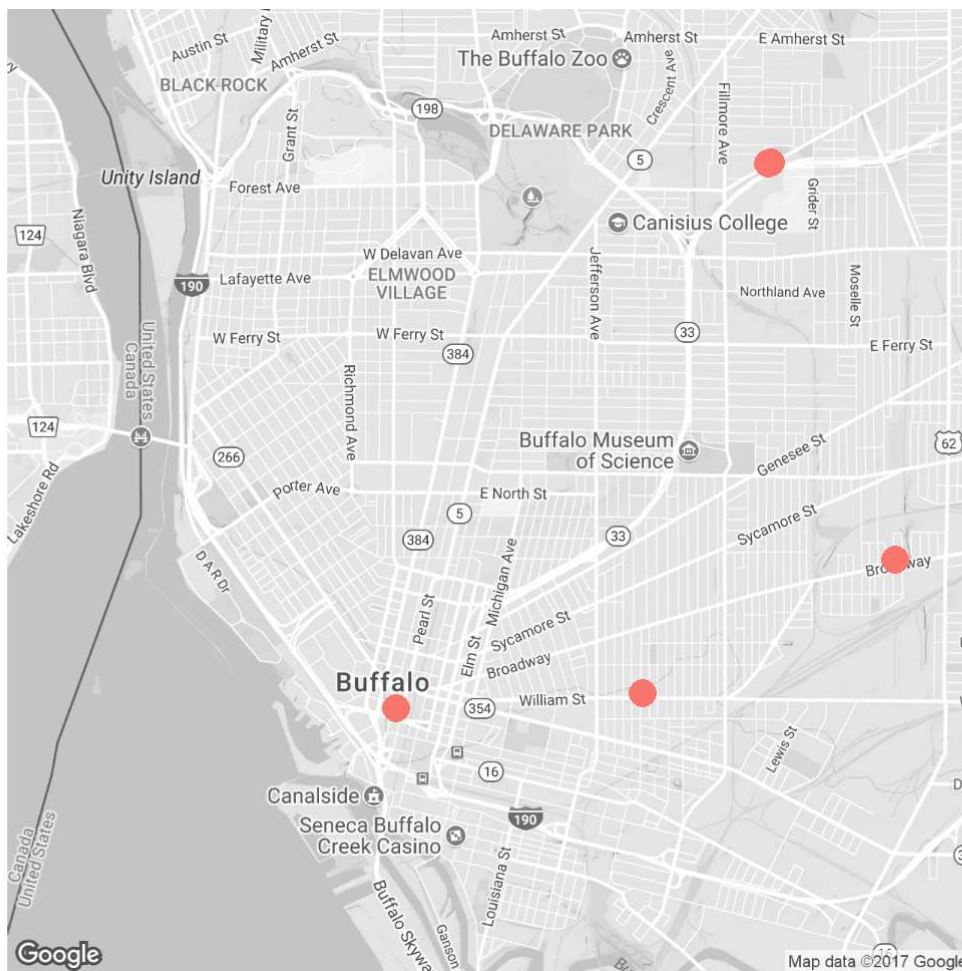 Austin St
Military
Amherst St
Amherst St
Amherst St
E Amherst St
The Buffalo Zoo
BLACK ROCK
Crescent Ave
198
Grant St
Fillmore Ave
DELAWARE PARK
5
Unity Island
Forest Ave
Grider St
Niagara Blvd
124
Canisius College
W Delavan Ave
Jefferson Ave
190
Lafayette Ave
ELMWOOD
VILLAGE
Northland Ave
Moselle St
United States
Canada
W Ferry St
W Ferry St
33
E Ferry St
384
Richmond Ave
124
Buffalo Museum
of Science
Genesee St
62
266
Lakeshore Rd
Porter Ave
E North St
5
Sycamore St
384
33
D A R Dr
Michigan Ave
Pearl St
Sycamore St
Elm St
Broadway
Buffalo
354
William St
Lewis St
16
Canalside
190
Seneca Buffalo
Creek Casino
Canada
United States
Louisiana St
Buffalo Skyway
Ganson
Google
Map data ©2017 Google